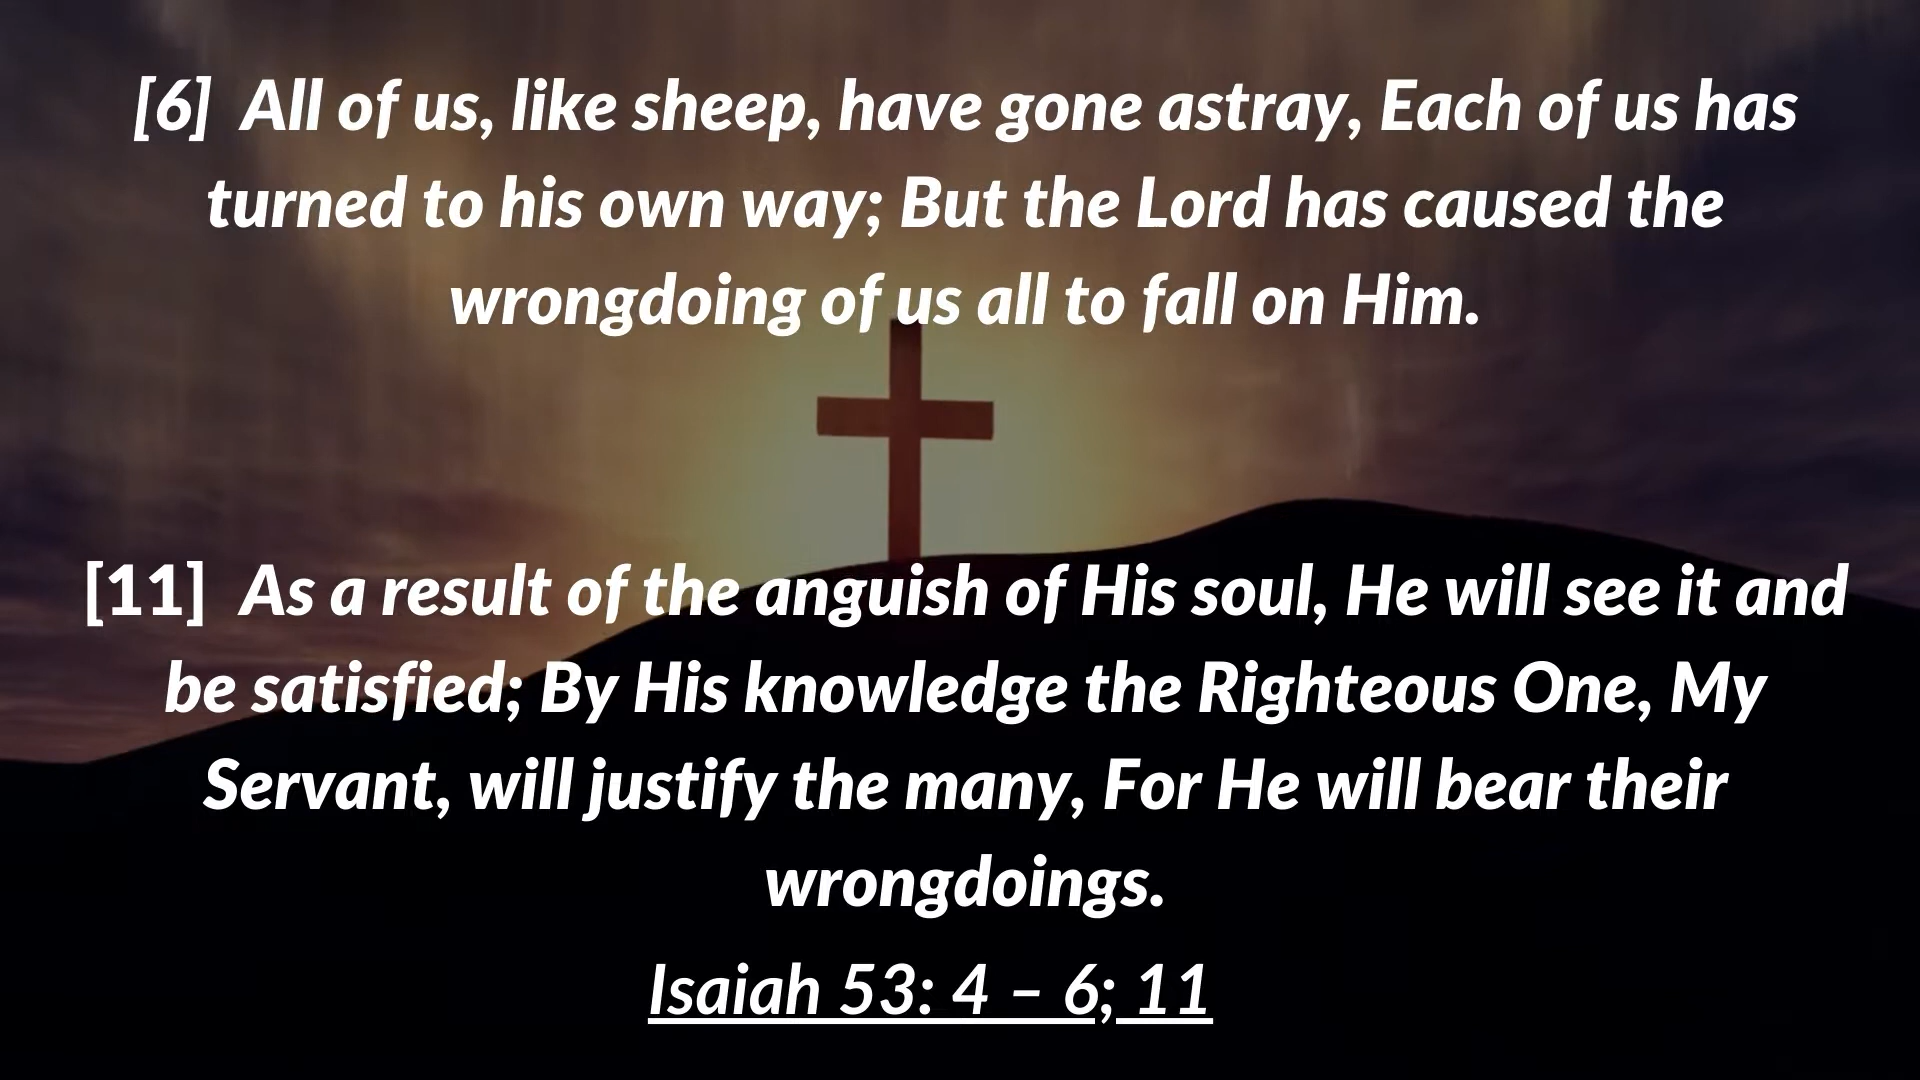 [6]  All of us, like sheep, have gone astray, Each of us has
turned to his own way; But the Lord has caused the
wrongdoing of us all to fall on Him.
[11]  As a result of the anguish of His soul, He will see it and
be satisfied; By His knowledge the Righteous One, My
Servant, will justify the many, For He will bear their
wrongdoings.
Isaiah 53: 4 – 6; 11